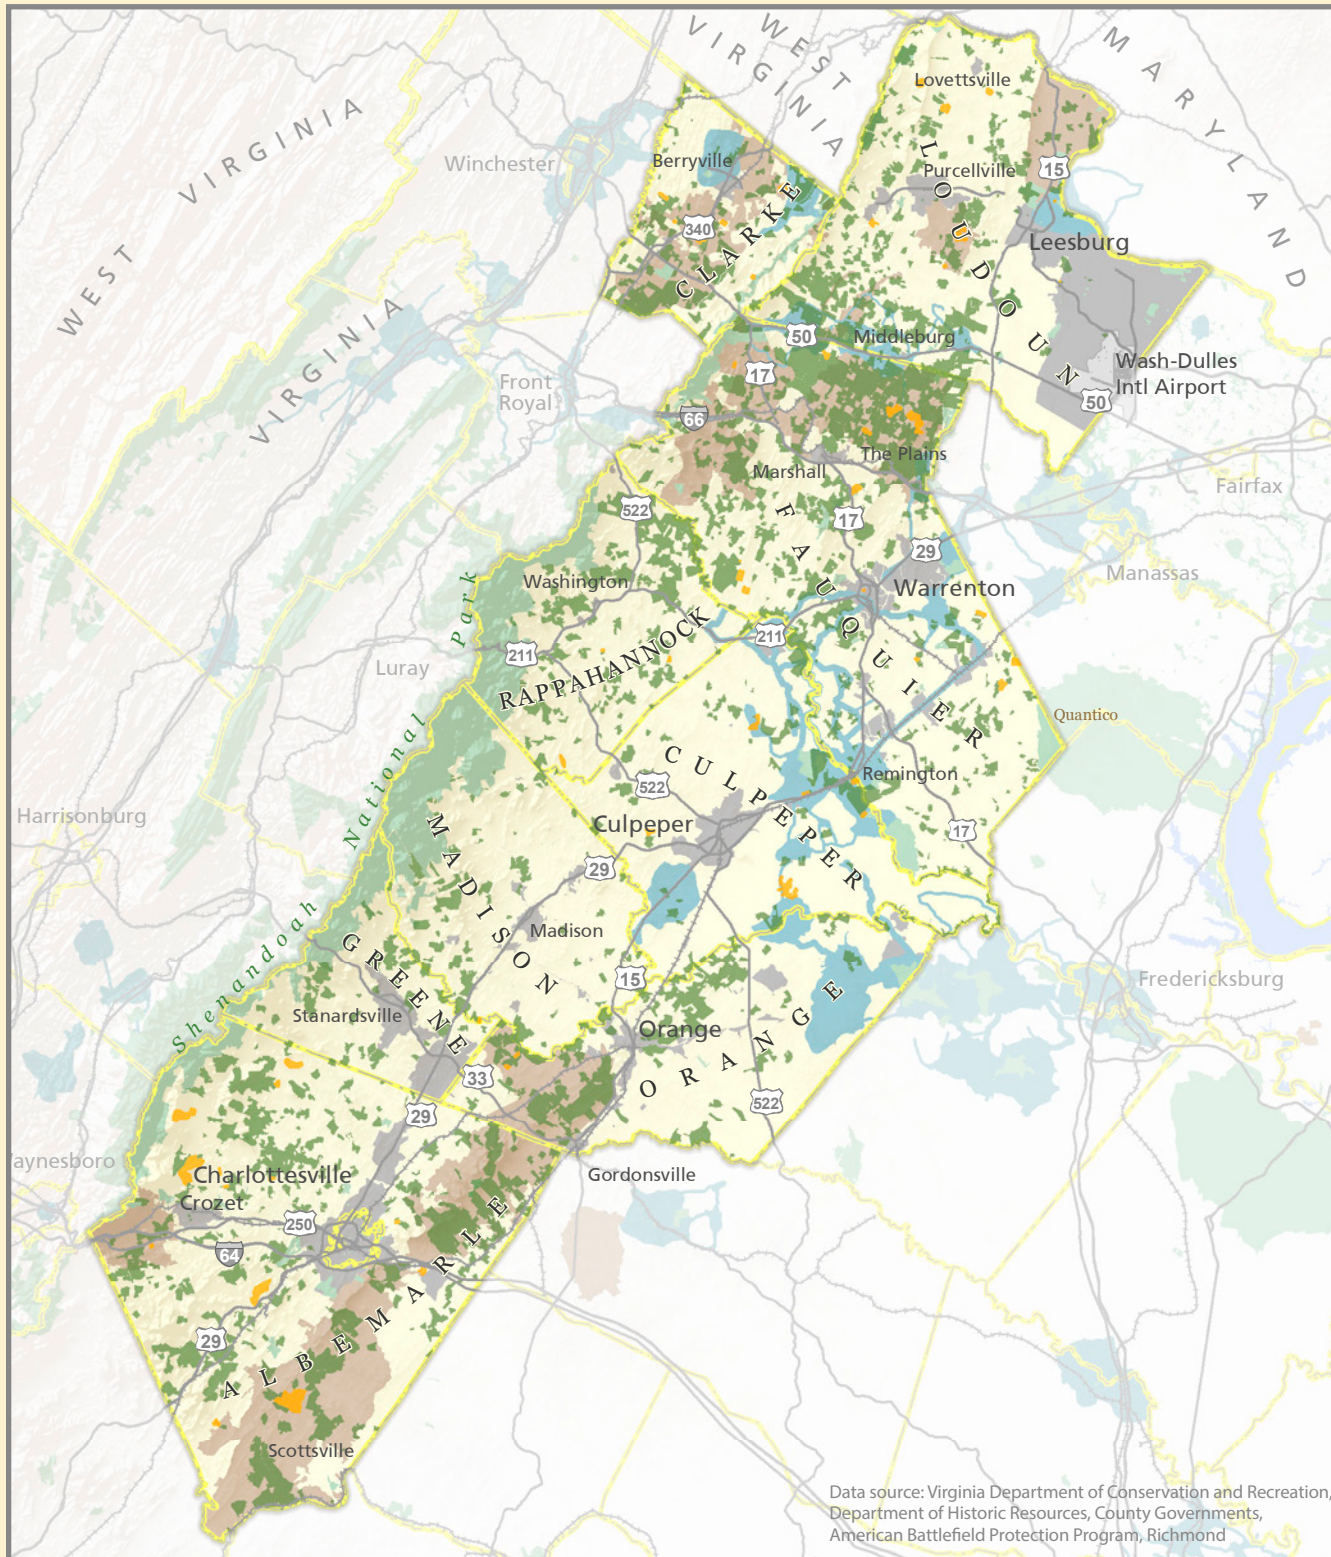 WEST VIRGINIA
MARYLAND
WEST VIRGINIA
VIRGINIA
Lovettsville
Winchester
Berryville
Purcellville
15
LOUDOUN
340
CLARKE
Leesburg
50
Middleburg
Wash-Dulles
Intl Airport
50
Front
Royal
17
66
The Plains
Marshall
Fairfax
522
17
FAUQUIER
29
Manassas
Washington
Warrenton
211
211
RAPPAHANNOCK
Luray
Quantico
Shenandoah National Park
CULPEPER
522
Remington
Harrisonburg
Culpeper
17
29
MADISON
Madison
GREENE
15
Fredericksburg
Stanardsville
Orange
ORANGE
33
522
29
aynesboro
Charlottesville
Gordonsville
Crozet
250
64
29
ALBEMARLE
Scottsville
Data source: Virginia Department of Conservation and Recreation,
Department of Historic Resources, County Governments,
American Battlefield Protection Program, Richmond